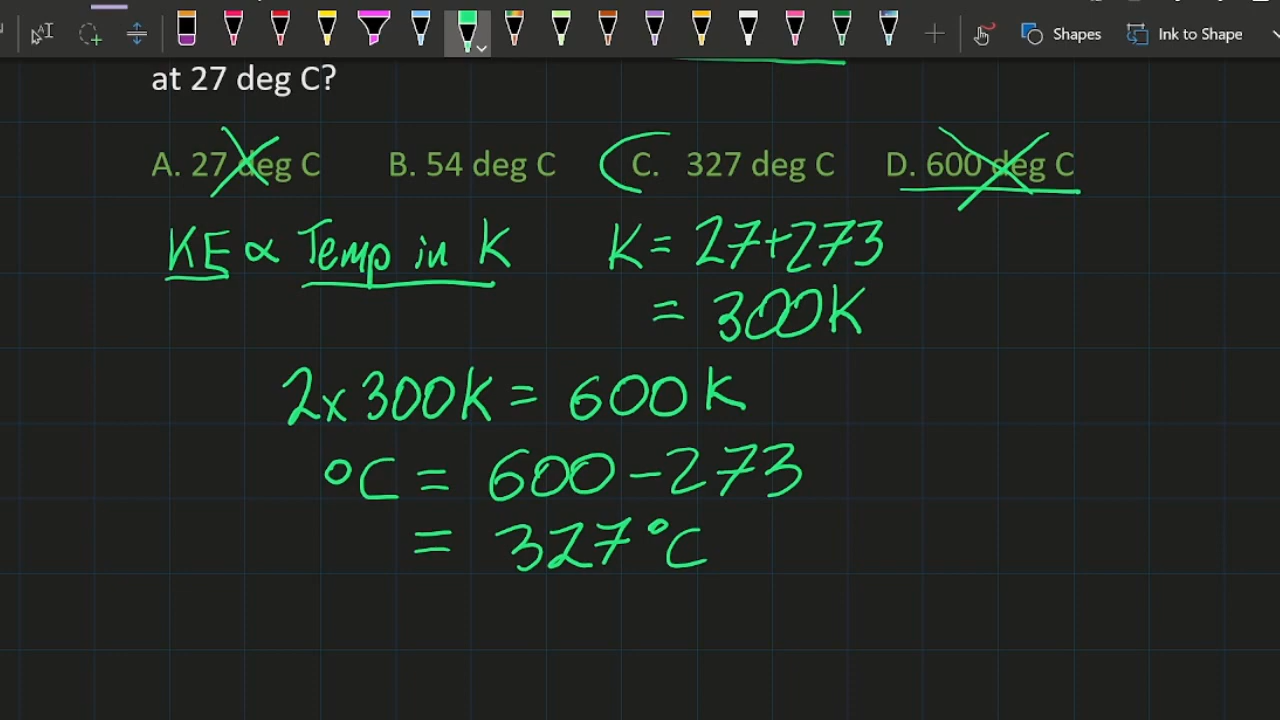 Shapes Ink to Shape
at 27 deg C?
A. 27 deg C B. 54 deg C C. 327 deg C D. 600 deg C
KE ∝ Temp in K K = 27+273
= 300K
2x300K = 600K
°C = 600-273
= 327°C